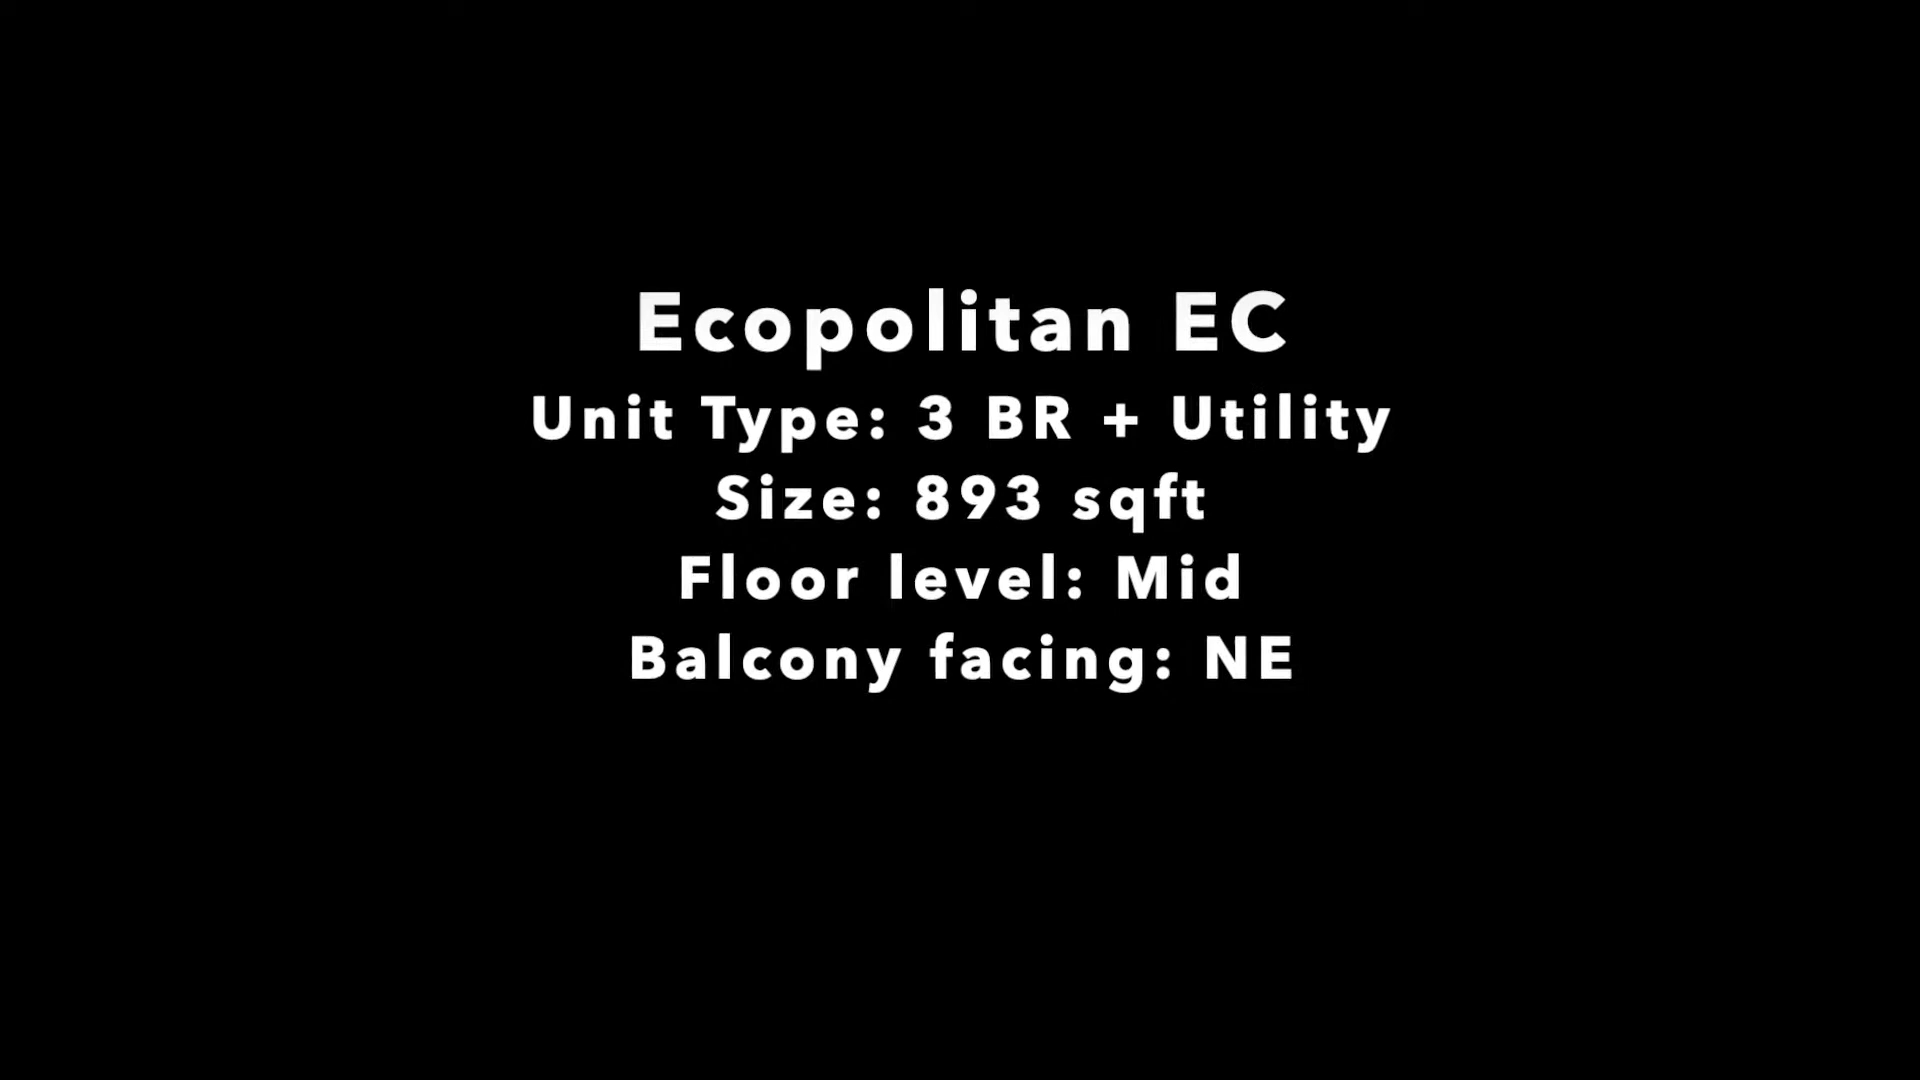 Ecopolitan EC
Unit Type: 3 BR + Utility
Size: 893 sqft
Floor level: Mid
Balcony facing: NE